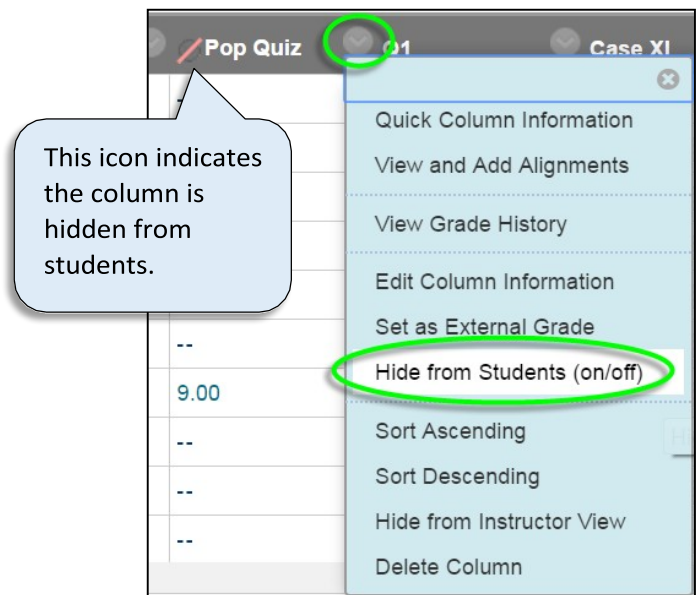 Pop Quiz Q1 Case XI
This icon indicates
the column is
hidden from
students.
--
9.00
--
--
--
Quick Column Information
View and Add Alignments
View Grade History
Edit Column Information
Set as External Grade
Hide from Students (on/off)
Sort Ascending
Sort Descending
Hide from Instructor View
Delete Column